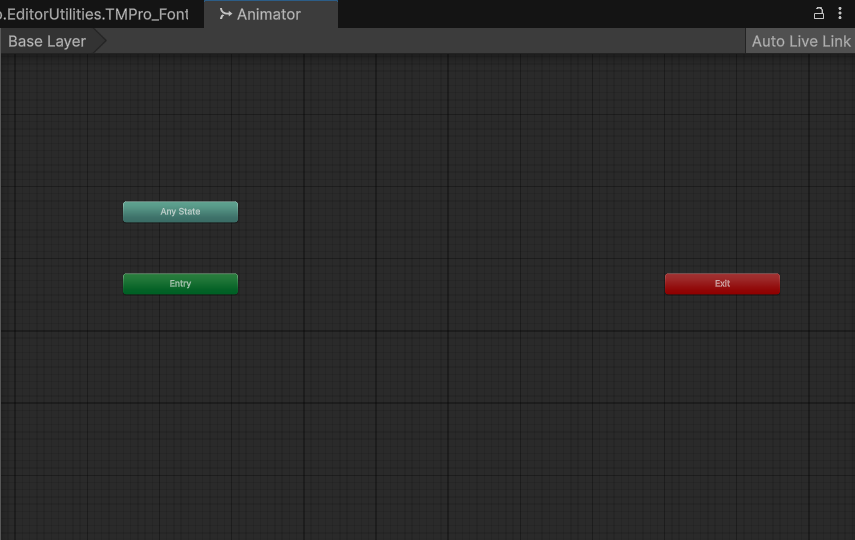 o.EditorUtilities.TMPro_Font
Animator
Base Layer
Auto Live Link
Any State
Entry
Exit